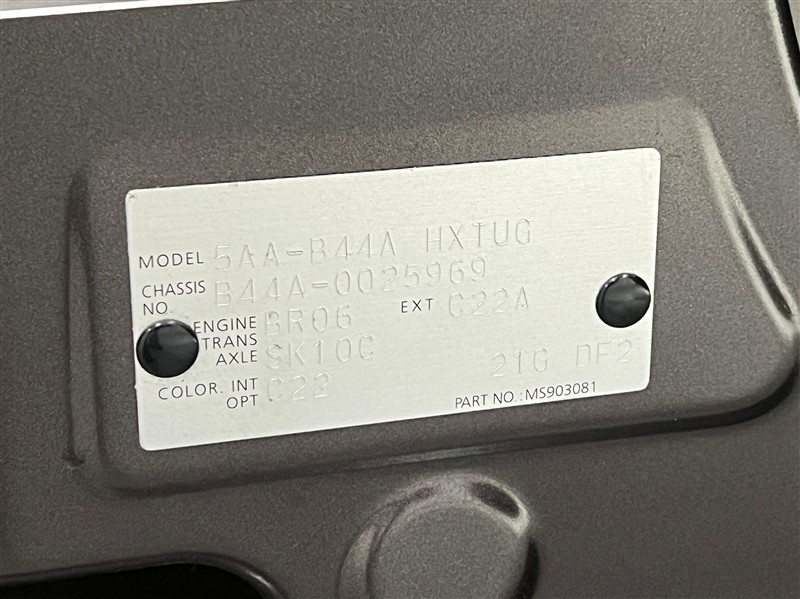 MODEL 5AA-B44A HXTUG
CHASSIS NO. B44A-0025969
ENGINE BR06 EXT C22A
TRANS AXLE SK10C
COLOR. INT C22 21G DF2
OPT PART NO.:MS903081